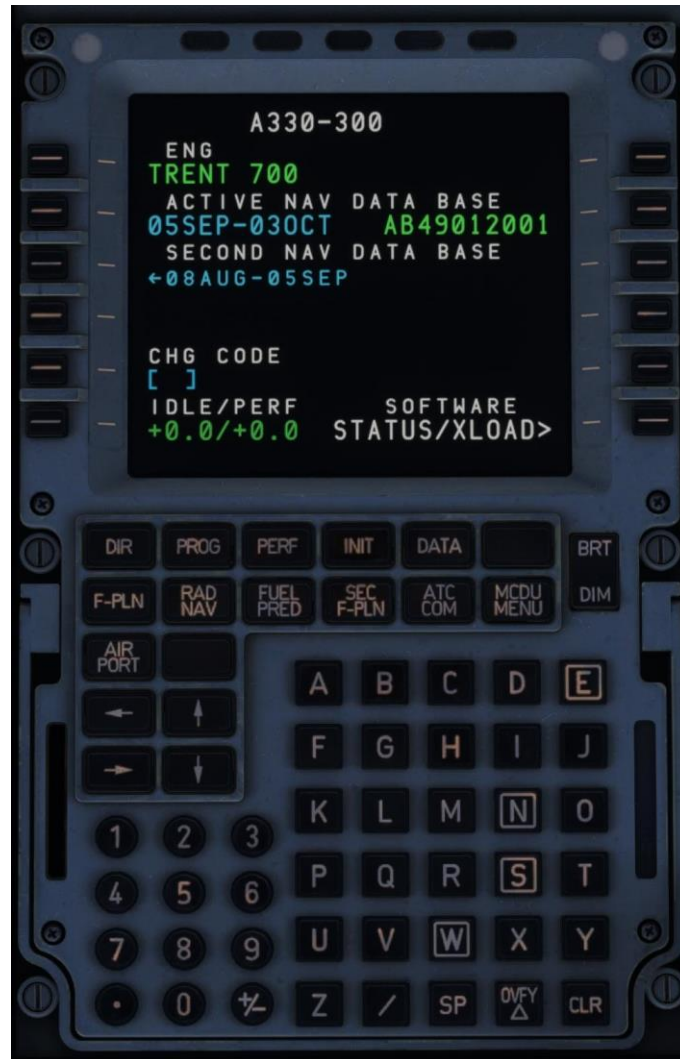 A330-300
ENG
TRENT 700
ACTIVE NAV DATA BASE
05SEP-03OCT AB49012001
SECOND NAV DATA BASE
←08AUG-05SEP
CHG CODE
[ ]
IDLE/PERF SOFTWARE
+0.0/+0.0 STATUS/XLOAD>
DIR PROG PERF INIT DATA BRT
F-PLN RAD NAV FUEL PRED SEC F-PLN ATC COM MCDU MENU DIM
AIR PORT
← ↑
→ ↓
A B C D E
F G H I J
K L M N O
P Q R S T
U V W X Y
Z / SP OVFY △ CLR
1 2 3
4 5 6
7 8 9
. 0 +/-